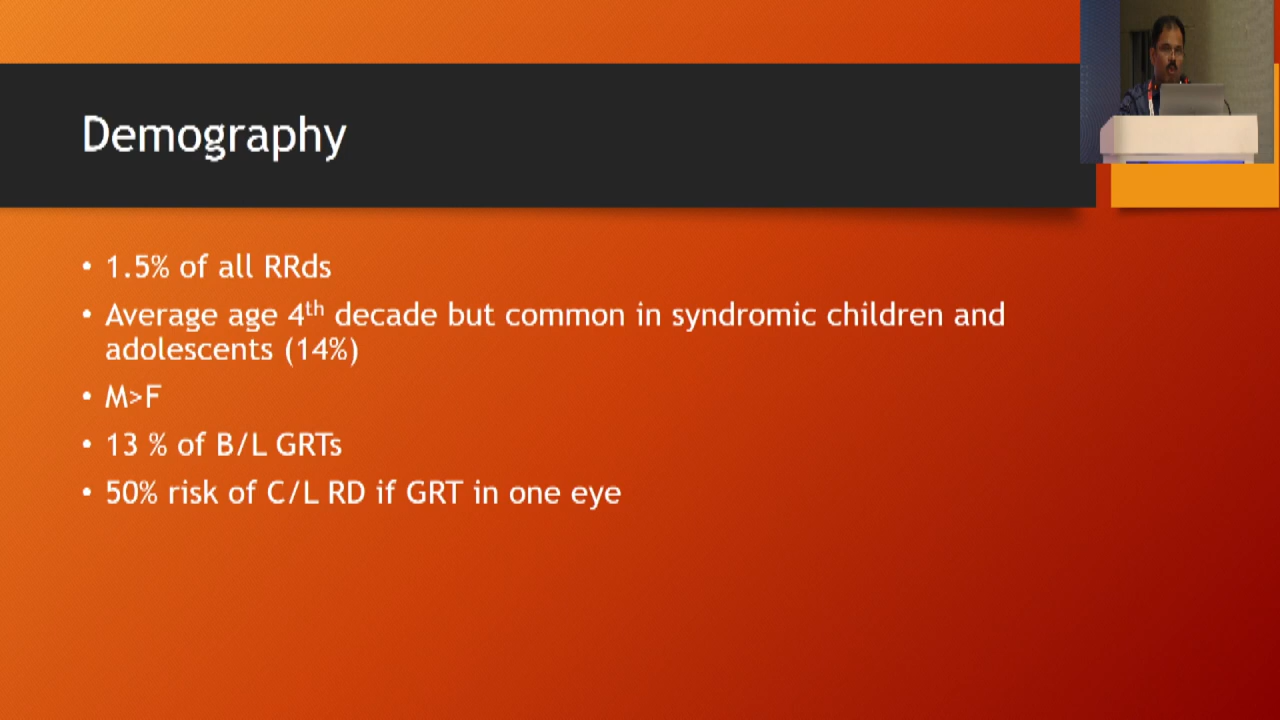 Demography
• 1.5% of all RRds
• Average age 4th decade but common in syndromic children and
adolescents (14%)
• M>F
• 13 % of B/L GRTs
• 50% risk of C/L RD if GRT in one eye